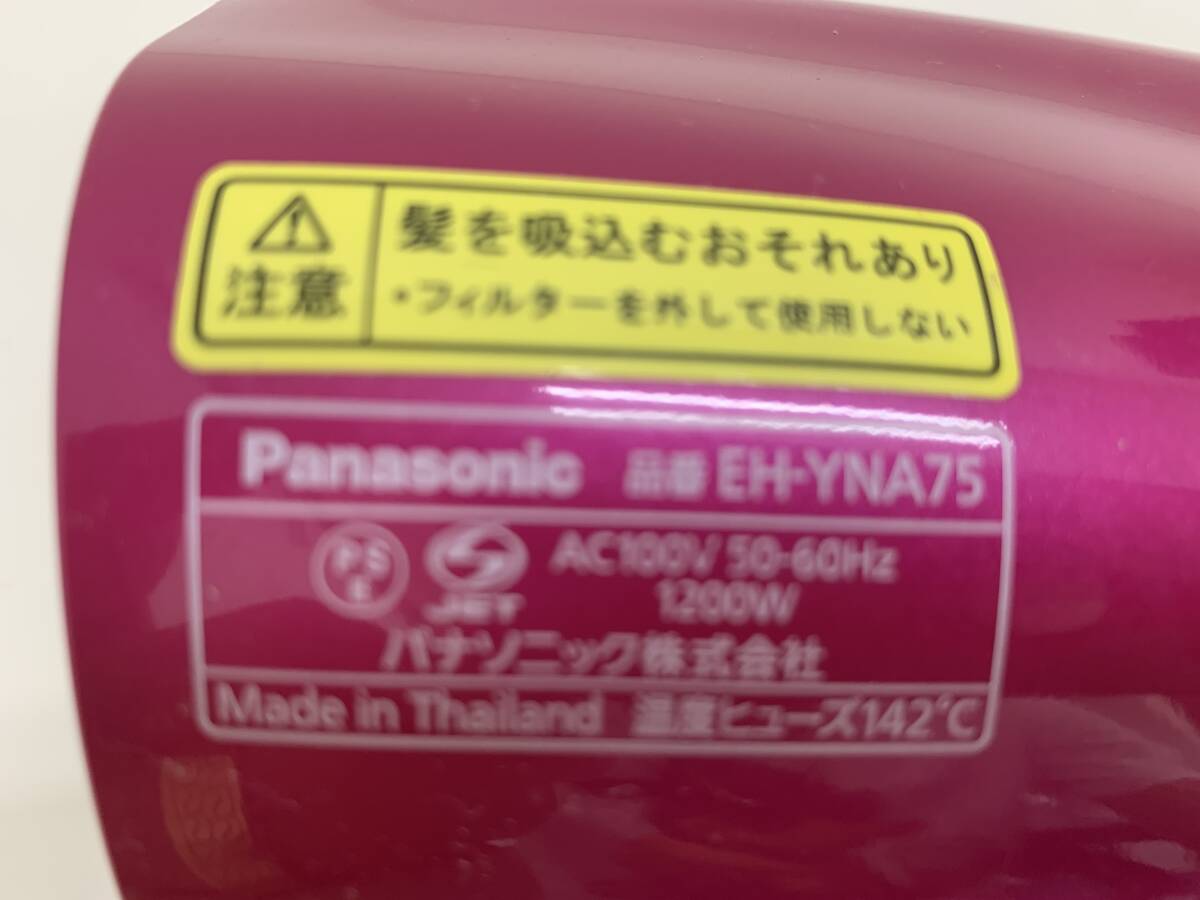 注意
髪を吸込むおそれあり
・フィルターを外して使用しない
Panasonic 品番 EH-YNA75
PS E JET AC100V 50-60Hz
1200W
パナソニック株式会社
Made in Thailand 温度ヒューズ142℃